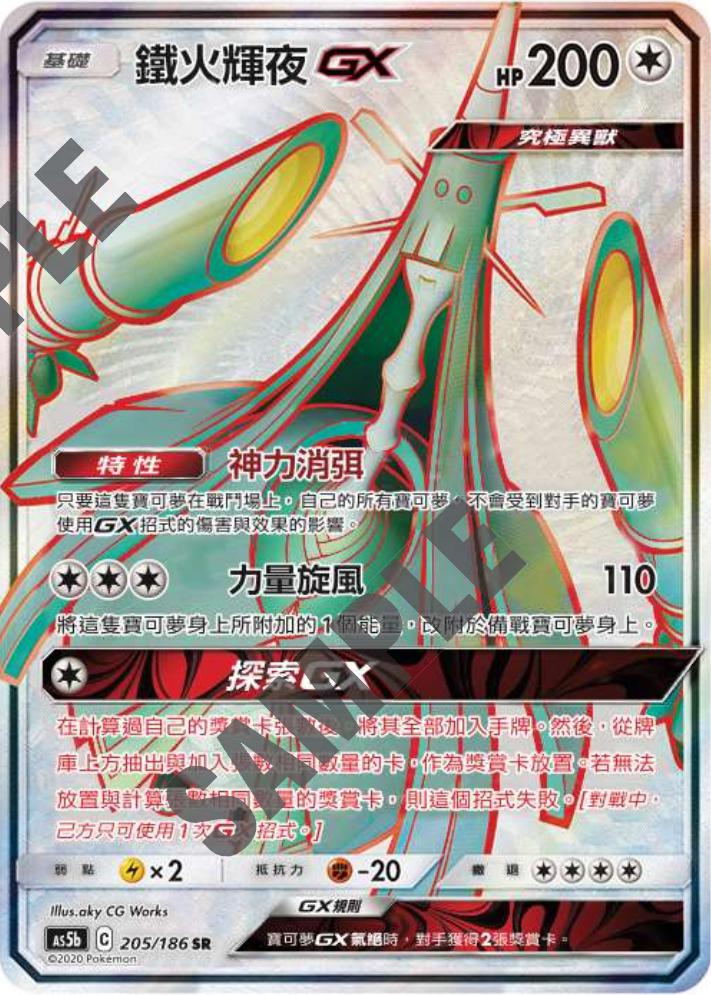 基礎
鐵火輝夜GX
HP200
究極異獸
特性 神力消弭
只要這隻寶可夢在戰鬥場上，自己的所有寶可夢，不會受到對手的寶可夢
使用GX招式的傷害與效果的影響。
力量旋風 110
將這隻寶可夢身上所附加的1個能量，改附於備戰寶可夢身上。
探索GX
在計算過自己的獎賞卡張數後，將其全部加入手牌。然後，從牌
庫上方抽出與加入張數相同數量的卡，作為獎賞卡放置。若無法
放置與計算張數相同數量的獎賞卡，則這個招式失敗。[對戰中，
己方只可使用1次GX招式。]
弱點 ×2 抵抗力 -20 撤退
Illus.aky CG Works
GX規則
AS5b C 205/186 SR
寶可夢GX氣絕時，對手獲得2張獎賞卡。
©2020 Pokémon
SAMPLE
PLE